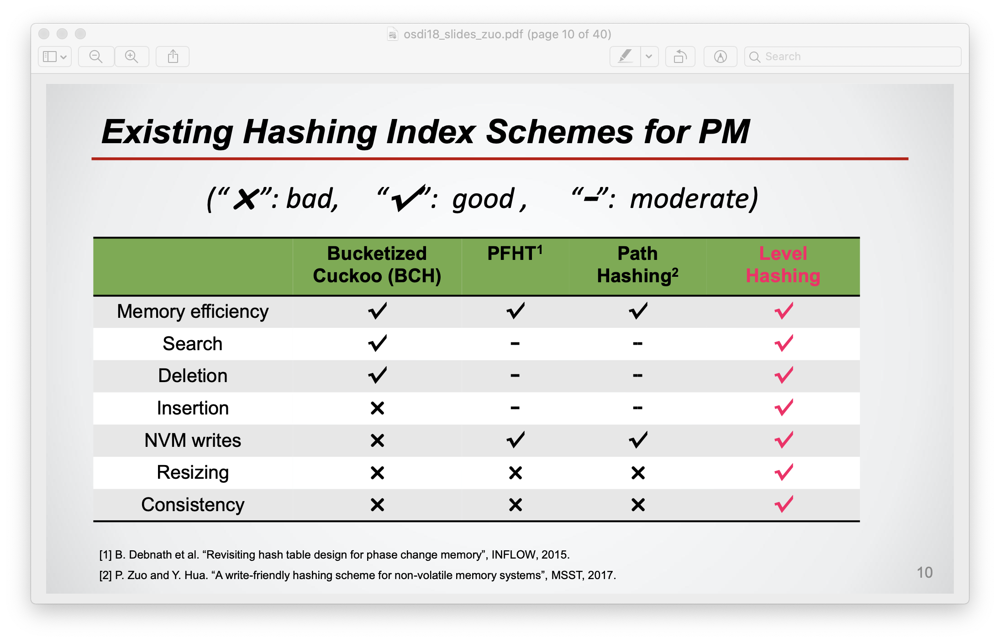 osdi18_slides_zuo.pdf (page 10 of 40)
Search
Existing Hashing Index Schemes for PM
(“✕”: bad, “✓”: good , “–”: moderate)
Bucketized Cuckoo (BCH) PFHT¹ Path Hashing² Level Hashing
Memory efficiency ✓ ✓ ✓ ✓
Search ✓ - -- ✓
Deletion ✓ - -- ✓
Insertion ✕ - -- ✓
NVM writes ✕ ✓ ✓ ✓
Resizing ✕ ✕ ✕ ✓
Consistency ✕ ✕ ✕ ✓
[1] B. Debnath et al. “Revisiting hash table design for phase change memory”, INFLOW, 2015.
[2] P. Zuo and Y. Hua. “A write-friendly hashing scheme for non-volatile memory systems”, MSST, 2017.
10